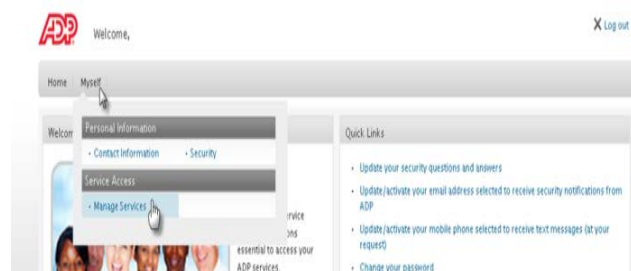 ADP
Welcome,
X Log out
Home Myself
Welcom
Personal Information
• Contact Information • Security
Service Access
• Manage Services
ervice
ons
essential to access your
ADP services.
Quick Links
• Update your security questions and answers
• Update/activate your email address selected to receive security notifications from
ADP
• Update/activate your mobile phone selected to receive text messages (at your
request)
• Change your password